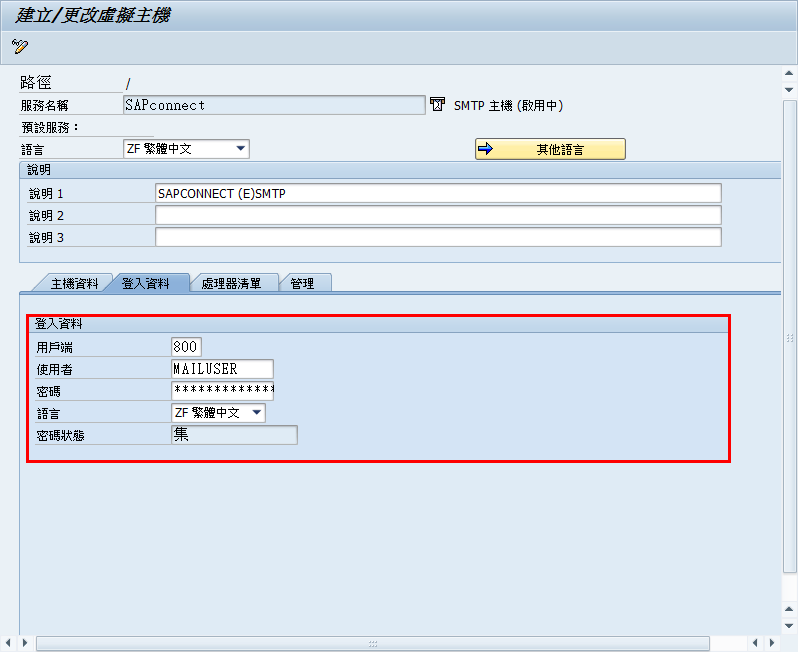 建立/更改虛擬主機
路徑 /
服務名稱 SAPconnect SMTP 主機 (啟用中)
預設服務：
語言 ZF 繁體中文 其他語言
說明
說明 1 SAPCONNECT (E)SMTP
說明 2
說明 3
主機資料 登入資料 處理器清單 管理
登入資料
用戶端 800
使用者 MAILUSER
密碼 *************
語言 ZF 繁體中文
密碼狀態 集